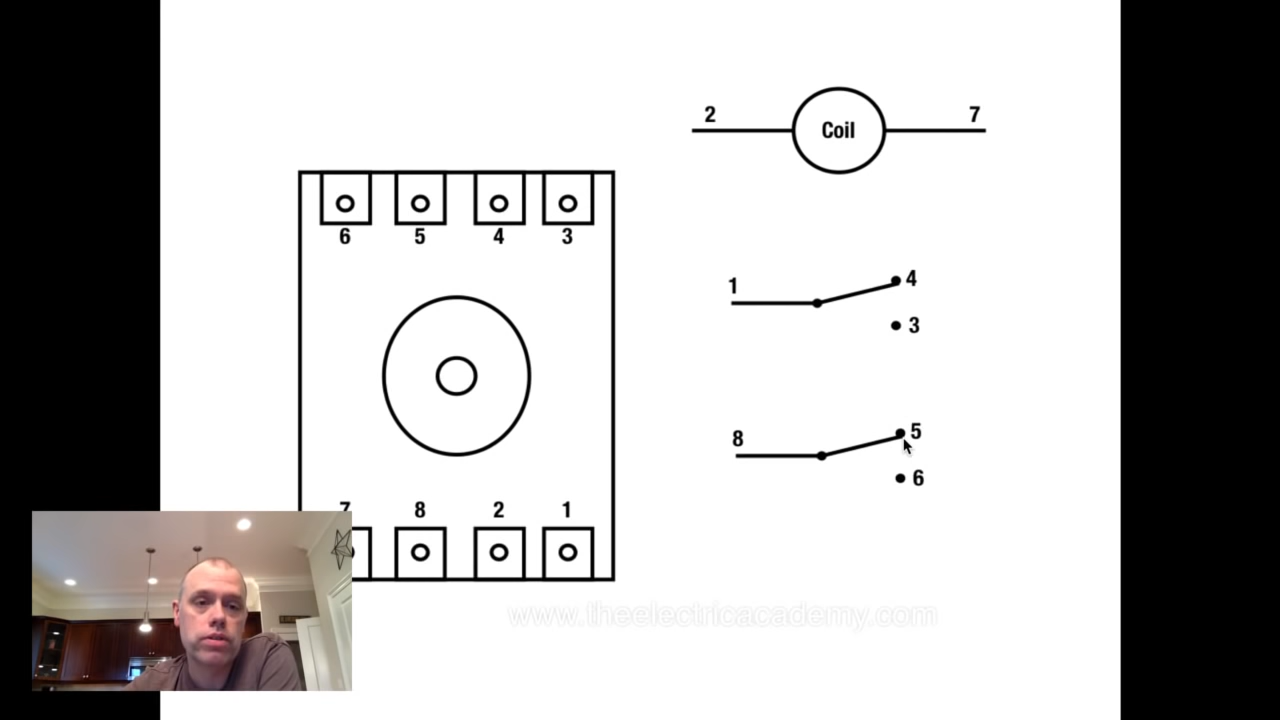 2 Coil 7
6 5 4 3
1 4
3
8 5
6
7 8 2 1
www.theelectricacademy.com